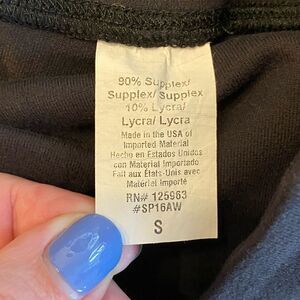 90% Supplex/
Supplex/ Supplex
10% Lycra/
Lycra/ Lycra
Made in the USA of
Imported Material
Hecho en Estados Unidos
con Material Importado
Fait aux États-Unis avec
Matérial Importé
RN# 125963
#SP16AW
S